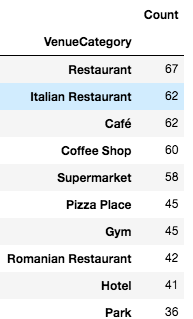 Count
VenueCategory
Restaurant 67
Italian Restaurant 62
Café 62
Coffee Shop 60
Supermarket 58
Pizza Place 45
Gym 45
Romanian Restaurant 42
Hotel 41
Park 36